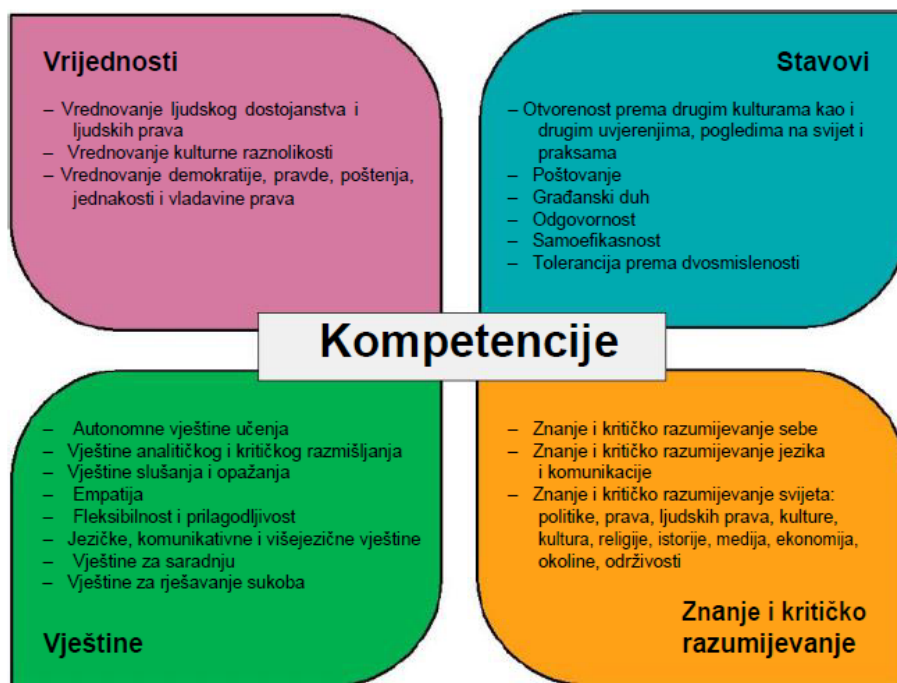 Vrijednosti
– Vrednovanje ljudskog dostojanstva i
ljudskih prava
– Vrednovanje kulturne raznolikosti
– Vrednovanje demokratije, pravde, poštenja,
jednakosti i vladavine prava
Stavovi
– Otvorenost prema drugim kulturama kao i
drugim uvjerenjima, pogledima na svijet i
praksama
– Poštovanje
– Građanski duh
– Odgovornost
– Samoefikasnost
– Tolerancija prema dvosmislenosti
Kompetencije
– Autonomne vještine učenja
– Vještine analitičkog i kritičkog razmišljanja
– Vještine slušanja i opažanja
– Empatija
– Fleksibilnost i prilagodljivost
– Jezičke, komunikativne i višejezične vještine
– Vještine za saradnju
– Vještine za rješavanje sukoba
Vještine
– Znanje i kritičko razumijevanje sebe
– Znanje i kritičko razumijevanje jezika
i komunikacije
– Znanje i kritičko razumijevanje svijeta:
politike, prava, ljudskih prava, kulture,
kultura, religije, istorije, medija, ekonomija,
okoline, održivosti
Znanje i kritičko
razumijevanje